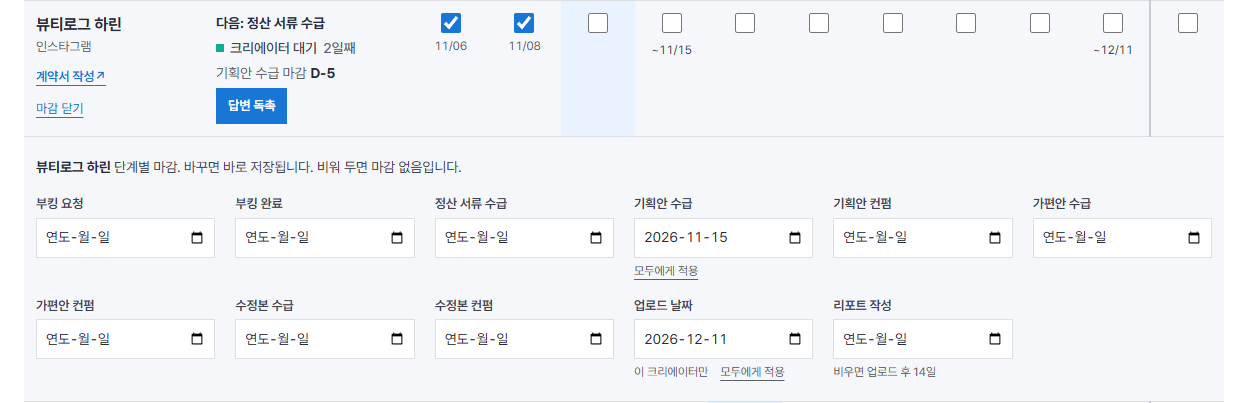 뷰티로그 하린
인스타그램
계약서 작성↗
마감 닫기
다음: 정산 서류 수급
크리에이터 대기 2일째
기획안 수급 마감 D-5
답변 독촉
11/06
11/08
~11/15
~12/11
뷰티로그 하린 단계별 마감. 바꾸면 바로 저장됩니다. 비워 두면 마감 없음입니다.
부킹 요청
부킹 완료
정산 서류 수급
기획안 수급
기획안 컨펌
가편안 수급
연도-월-일
연도-월-일
연도-월-일
2026-11-15
연도-월-일
연도-월-일
모두에게 적용
가편안 컨펌
수정본 수급
수정본 컨펌
업로드 날짜
리포트 작성
연도-월-일
연도-월-일
연도-월-일
2026-12-11
연도-월-일
이 크리에이터만 모두에게 적용
비우면 업로드 후 14일